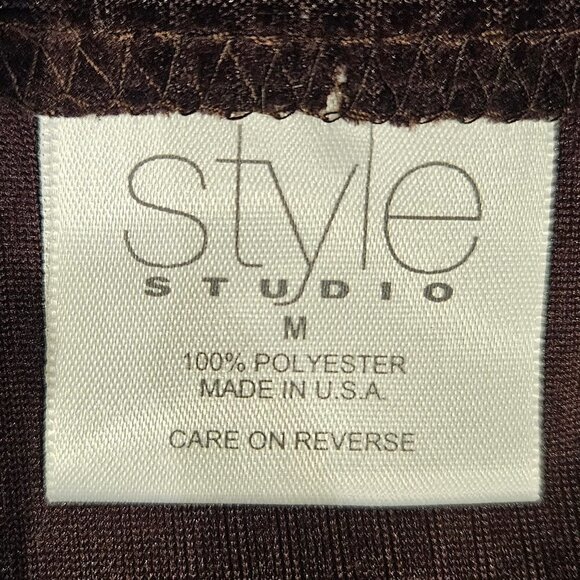 style
STUDIO
M
100% POLYESTER
MADE IN U.S.A.
CARE ON REVERSE